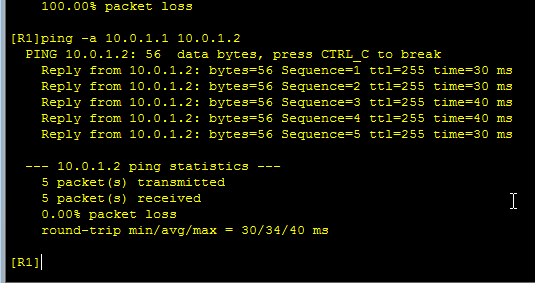 100.00% packet loss
[R1]ping -a 10.0.1.1 10.0.1.2
PING 10.0.1.2: 56  data bytes, press CTRL_C to break
Reply from 10.0.1.2: bytes=56 Sequence=1 ttl=255 time=30 ms
Reply from 10.0.1.2: bytes=56 Sequence=2 ttl=255 time=30 ms
Reply from 10.0.1.2: bytes=56 Sequence=3 ttl=255 time=40 ms
Reply from 10.0.1.2: bytes=56 Sequence=4 ttl=255 time=40 ms
Reply from 10.0.1.2: bytes=56 Sequence=5 ttl=255 time=30 ms
--- 10.0.1.2 ping statistics ---
5 packet(s) transmitted
5 packet(s) received
0.00% packet loss
round-trip min/avg/max = 30/34/40 ms
[R1]